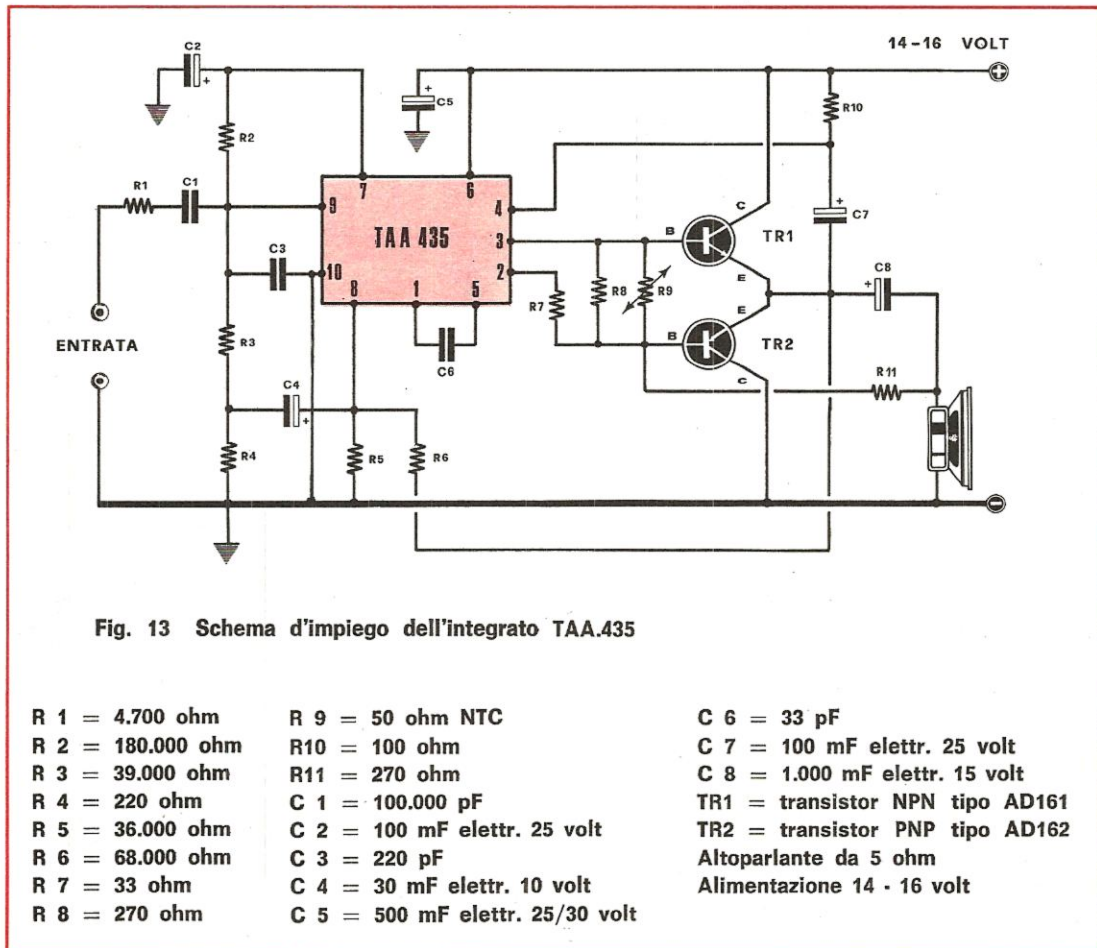 14-16 VOLT
C2
+
+
C5
R10
R2
R1
C1
7
6
9
4
TAA 435
3
10
2
8
1
5
C3
C6
R7
R8
R9
B
C
E
TR1
C7
+
C8
+
B
E
C
TR2
ENTRATA
R3
C4
+
R4
R5
R6
R11
Fig. 13 Schema d'impiego dell'integrato TAA.435
R 1 = 4.700 ohm
R 2 = 180.000 ohm
R 3 = 39.000 ohm
R 4 = 220 ohm
R 5 = 36.000 ohm
R 6 = 68.000 ohm
R 7 = 33 ohm
R 8 = 270 ohm
R 9 = 50 ohm NTC
R10 = 100 ohm
R11 = 270 ohm
C 1 = 100.000 pF
C 2 = 100 mF elettr. 25 volt
C 3 = 220 pF
C 4 = 30 mF elettr. 10 volt
C 5 = 500 mF elettr. 25/30 volt
C 6 = 33 pF
C 7 = 100 mF elettr. 25 volt
C 8 = 1.000 mF elettr. 15 volt
TR1 = transistor NPN tipo AD161
TR2 = transistor PNP tipo AD162
Altoparlante da 5 ohm
Alimentazione 14 - 16 volt